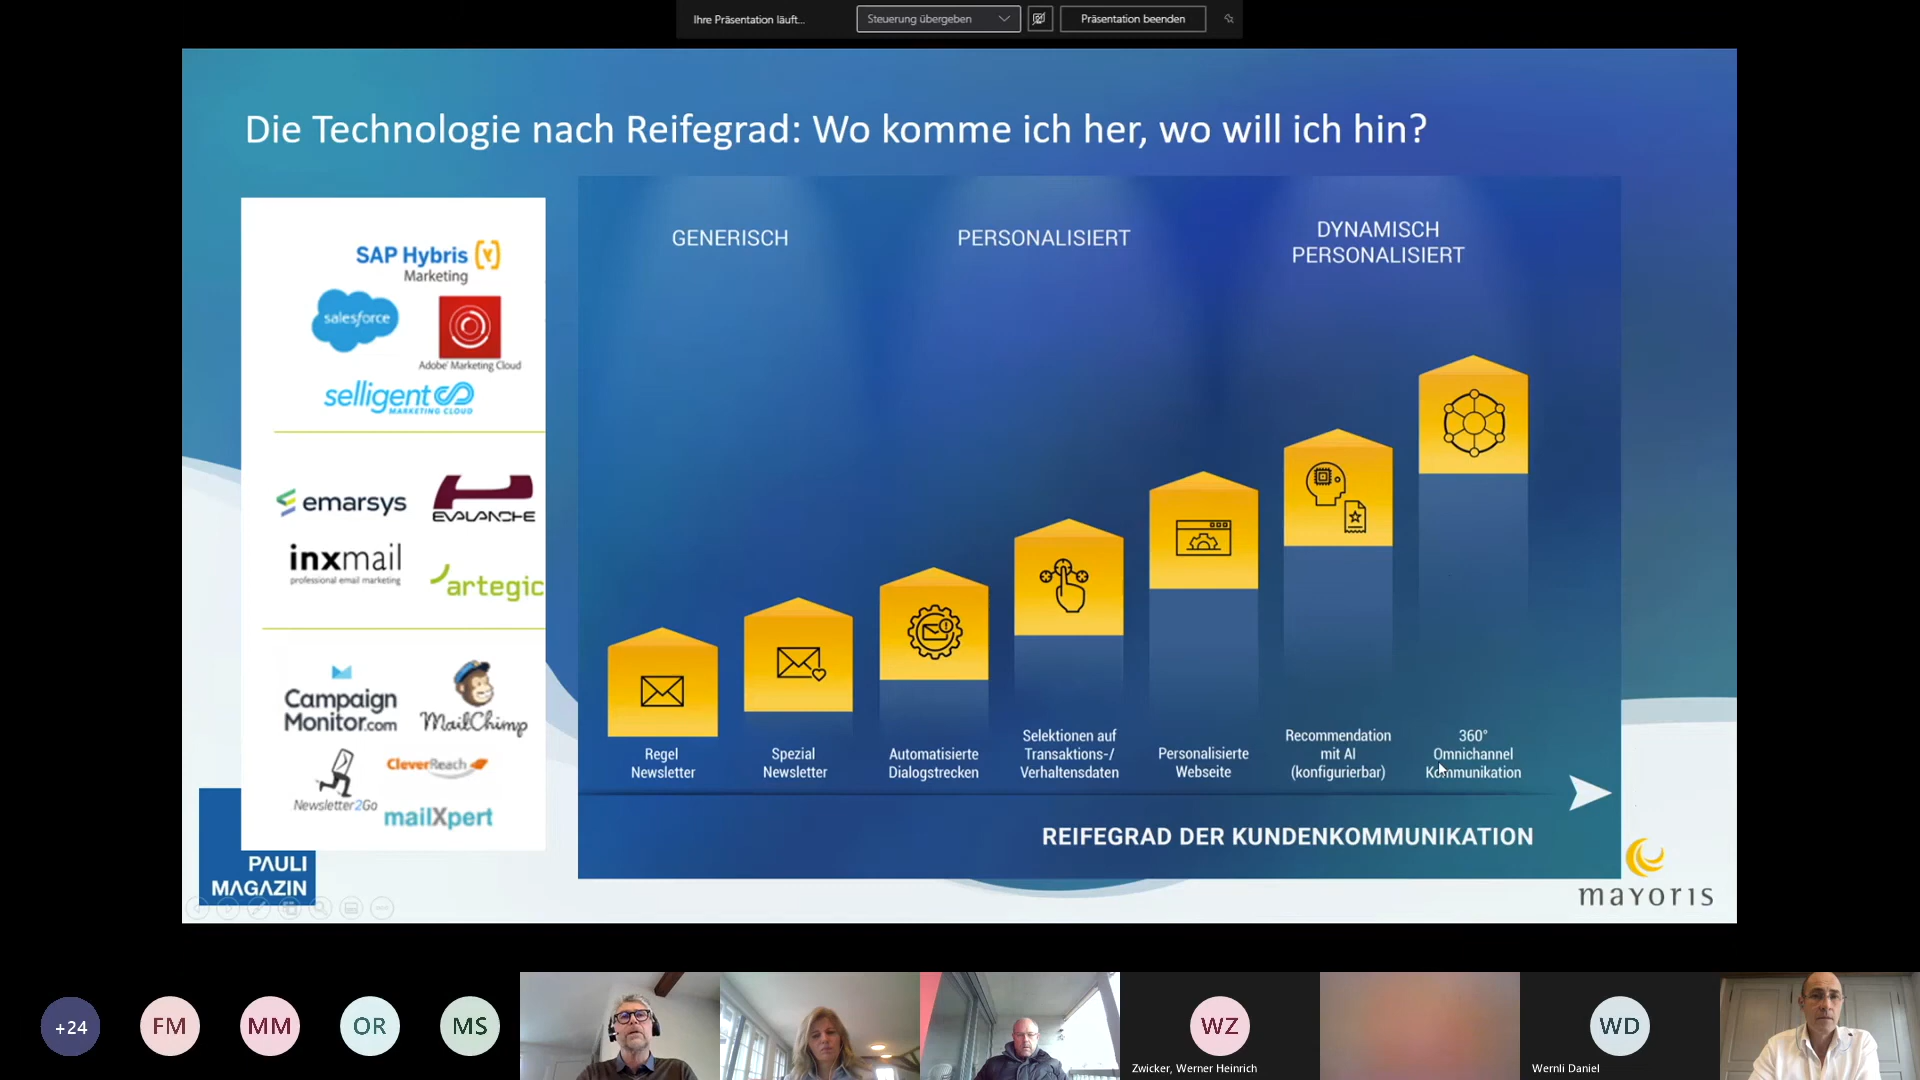 Ihre Präsentation läuft...
Steuerung übergeben
Präsentation beenden
Die Technologie nach Reifegrad: Wo komme ich her, wo will ich hin?
SAP Hybris
Marketing
salesforce
Adobe® Marketing Cloud
selligent
MARKETING CLOUD
emarsys
EVALANCHE
inxmail
professional email marketing
artegic
Campaign
Monitor.com
MailChimp
CleverReach
Newsletter2Go
mailXpert
PAULI
MAGAZIN
GENERISCH
PERSONALISIERT
DYNAMISCH
PERSONALISIERT
Regel
Newsletter
Spezial
Newsletter
Automatisierte
Dialogstrecken
Selektionen auf
Transaktions-/
Verhaltensdaten
Personalisierte
Webseite
Recommendation
mit AI
(konfigurierbar)
360°
Omnichannel
Kommunikation
REIFEGRAD DER KUNDENKOMMUNIKATION
mayoris
+24
FM
MM
OR
MS
WZ
Zwicker, Werner Heinrich
WD
Wernli Daniel